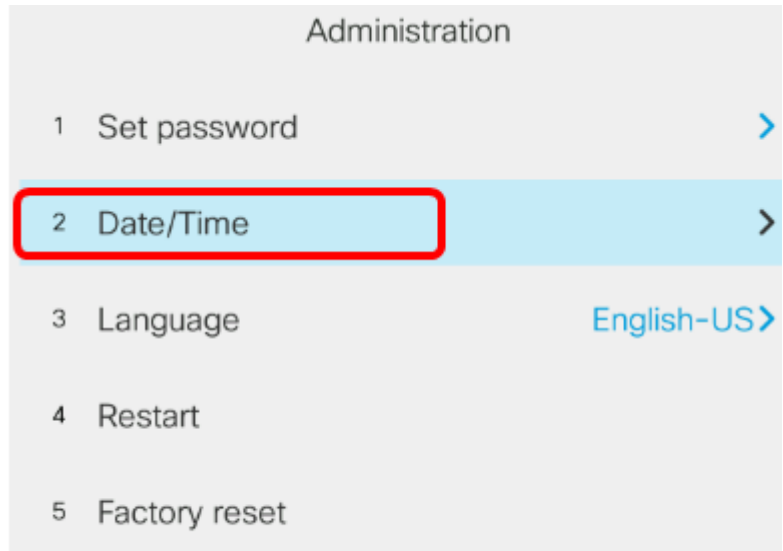 Administration
1 Set password
2 Date/Time
3 Language English-US
4 Restart
5 Factory reset